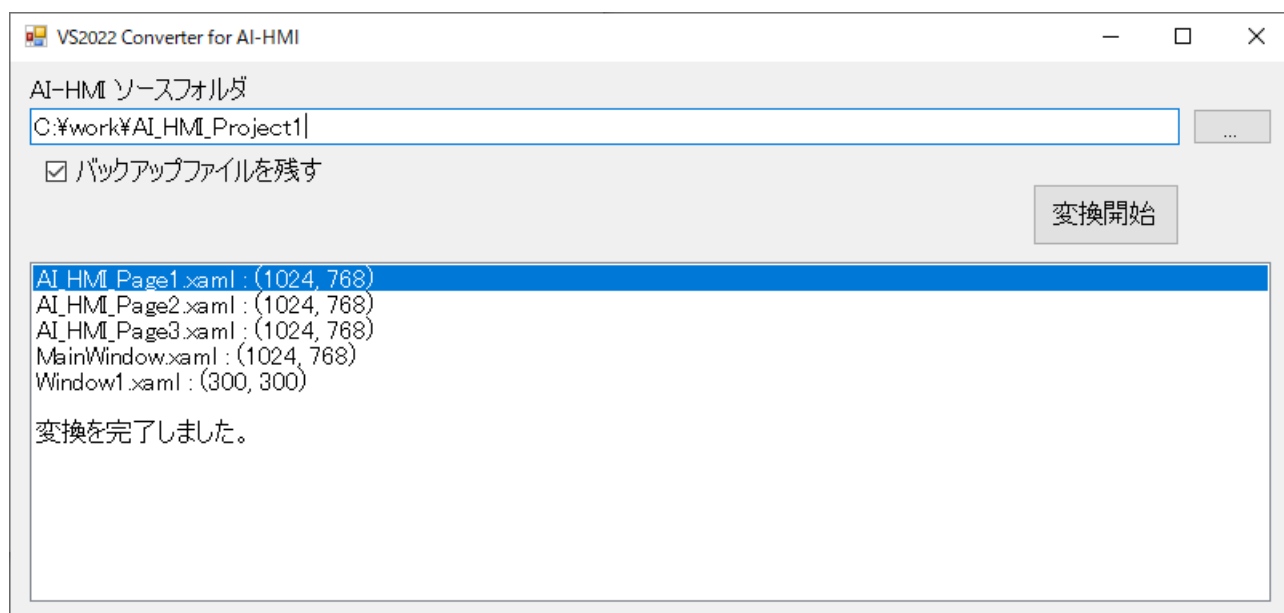 VS2022 Converter for AI-HMI
AI-HMI ソースフォルダ
C:¥work¥AI_HMI_Project1
...
バックアップファイルを残す
変換開始
AI_HMI_Page1.xaml : (1024, 768)
AI_HMI_Page2.xaml : (1024, 768)
AI_HMI_Page3.xaml : (1024, 768)
MainWindow.xaml : (1024, 768)
Window1.xaml : (300, 300)
変換を完了しました。